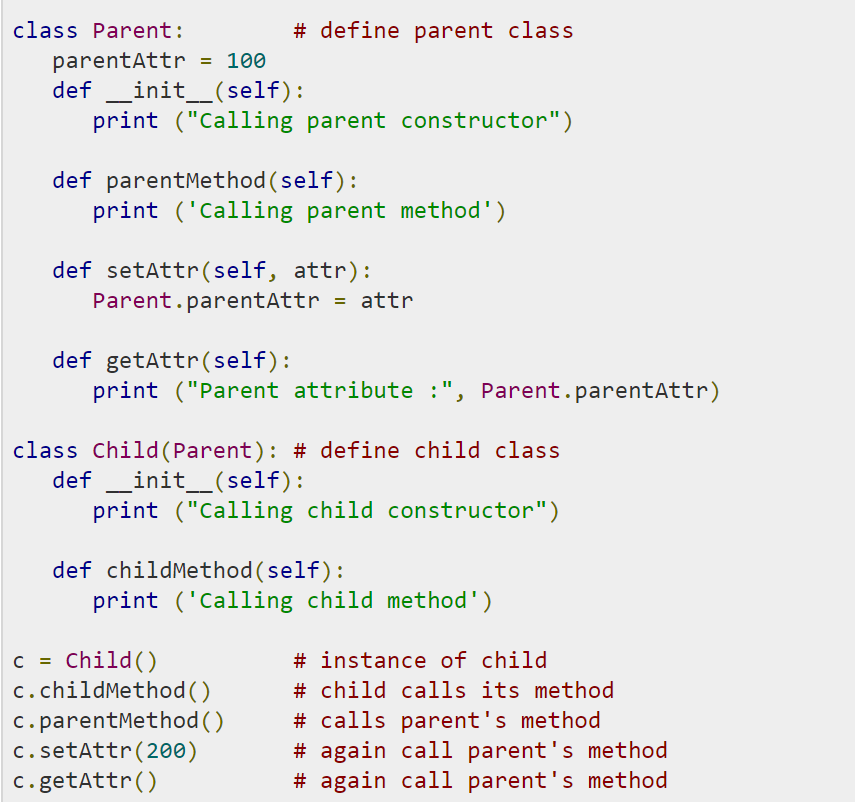 class Parent:        # define parent class
   parentAttr = 100
   def __init__(self):
      print ("Calling parent constructor")

   def parentMethod(self):
      print ('Calling parent method')

   def setAttr(self, attr):
      Parent.parentAttr = attr

   def getAttr(self):
      print ("Parent attribute :", Parent.parentAttr)

class Child(Parent): # define child class
   def __init__(self):
      print ("Calling child constructor")

   def childMethod(self):
      print ('Calling child method')

c = Child()          # instance of child
c.childMethod()      # child calls its method
c.parentMethod()     # calls parent's method
c.setAttr(200)       # again call parent's method
c.getAttr()          # again call parent's method